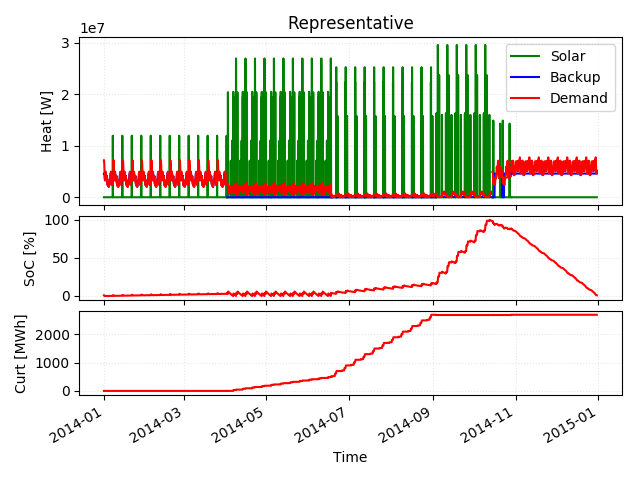 Representative
1e7
Heat [W]
3
2
1
0
Solar
Backup
Demand
SoC [%]
100
50
0
Curt [MWh]
2000
1000
0
2014-01
2014-03
2014-05
2014-07
2014-09
2014-11
2015-01
Time